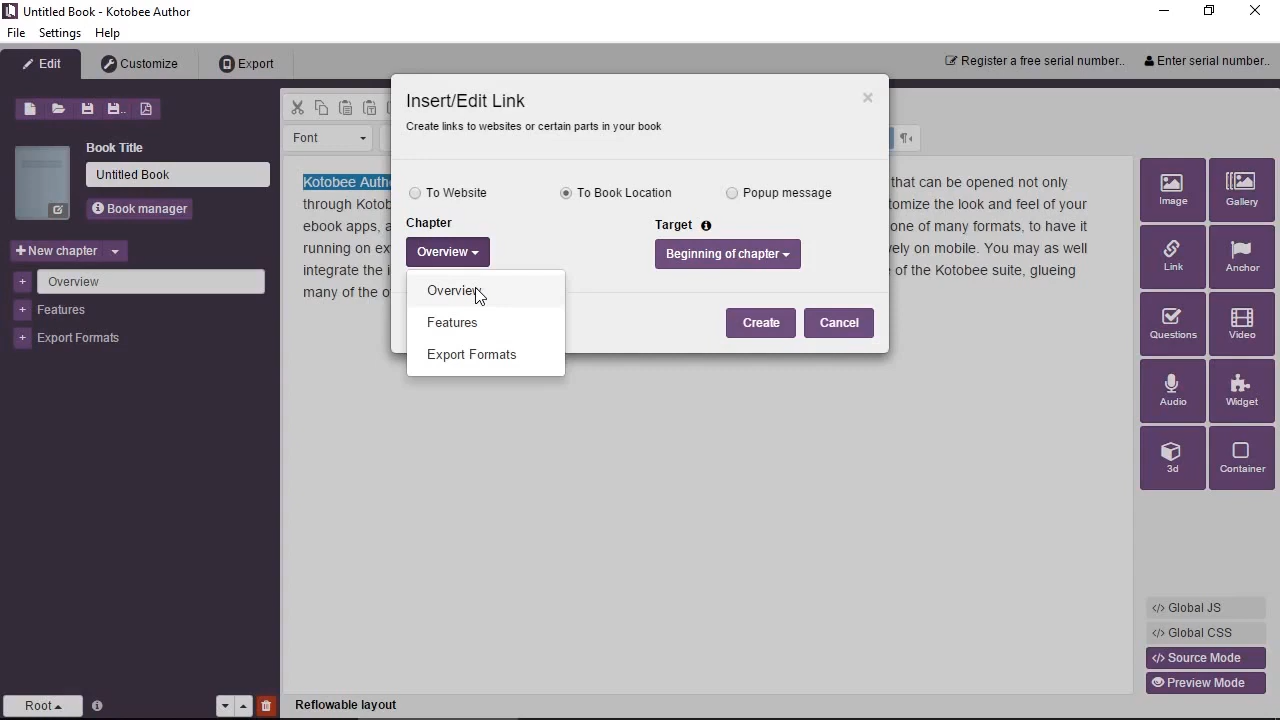 Untitled Book - Kotobee Author
File Settings Help
Edit Customize Export
Register a free serial number.. Enter serial number..
Book Title
Untitled Book
Book manager
New chapter
Overview
Features
Export Formats
Root
Font
Kotobee Auth
through Kotob
ebook apps, a
running on ex
integrate the i
many of the o
that can be opened not only
tomize the look and feel of your
one of many formats, to have it
vely on mobile. You may as well
e of the Kotobee suite, glueing
Insert/Edit Link
×
Create links to websites or certain parts in your book
To Website To Book Location Popup message
Chapter Target
Overview Beginning of chapter
Overview
Features
Export Formats
Create Cancel
Image Gallery
Link Anchor
Questions Video
Audio Widget
3d Container
</> Global JS
</> Global CSS
</> Source Mode
Preview Mode
Reflowable layout